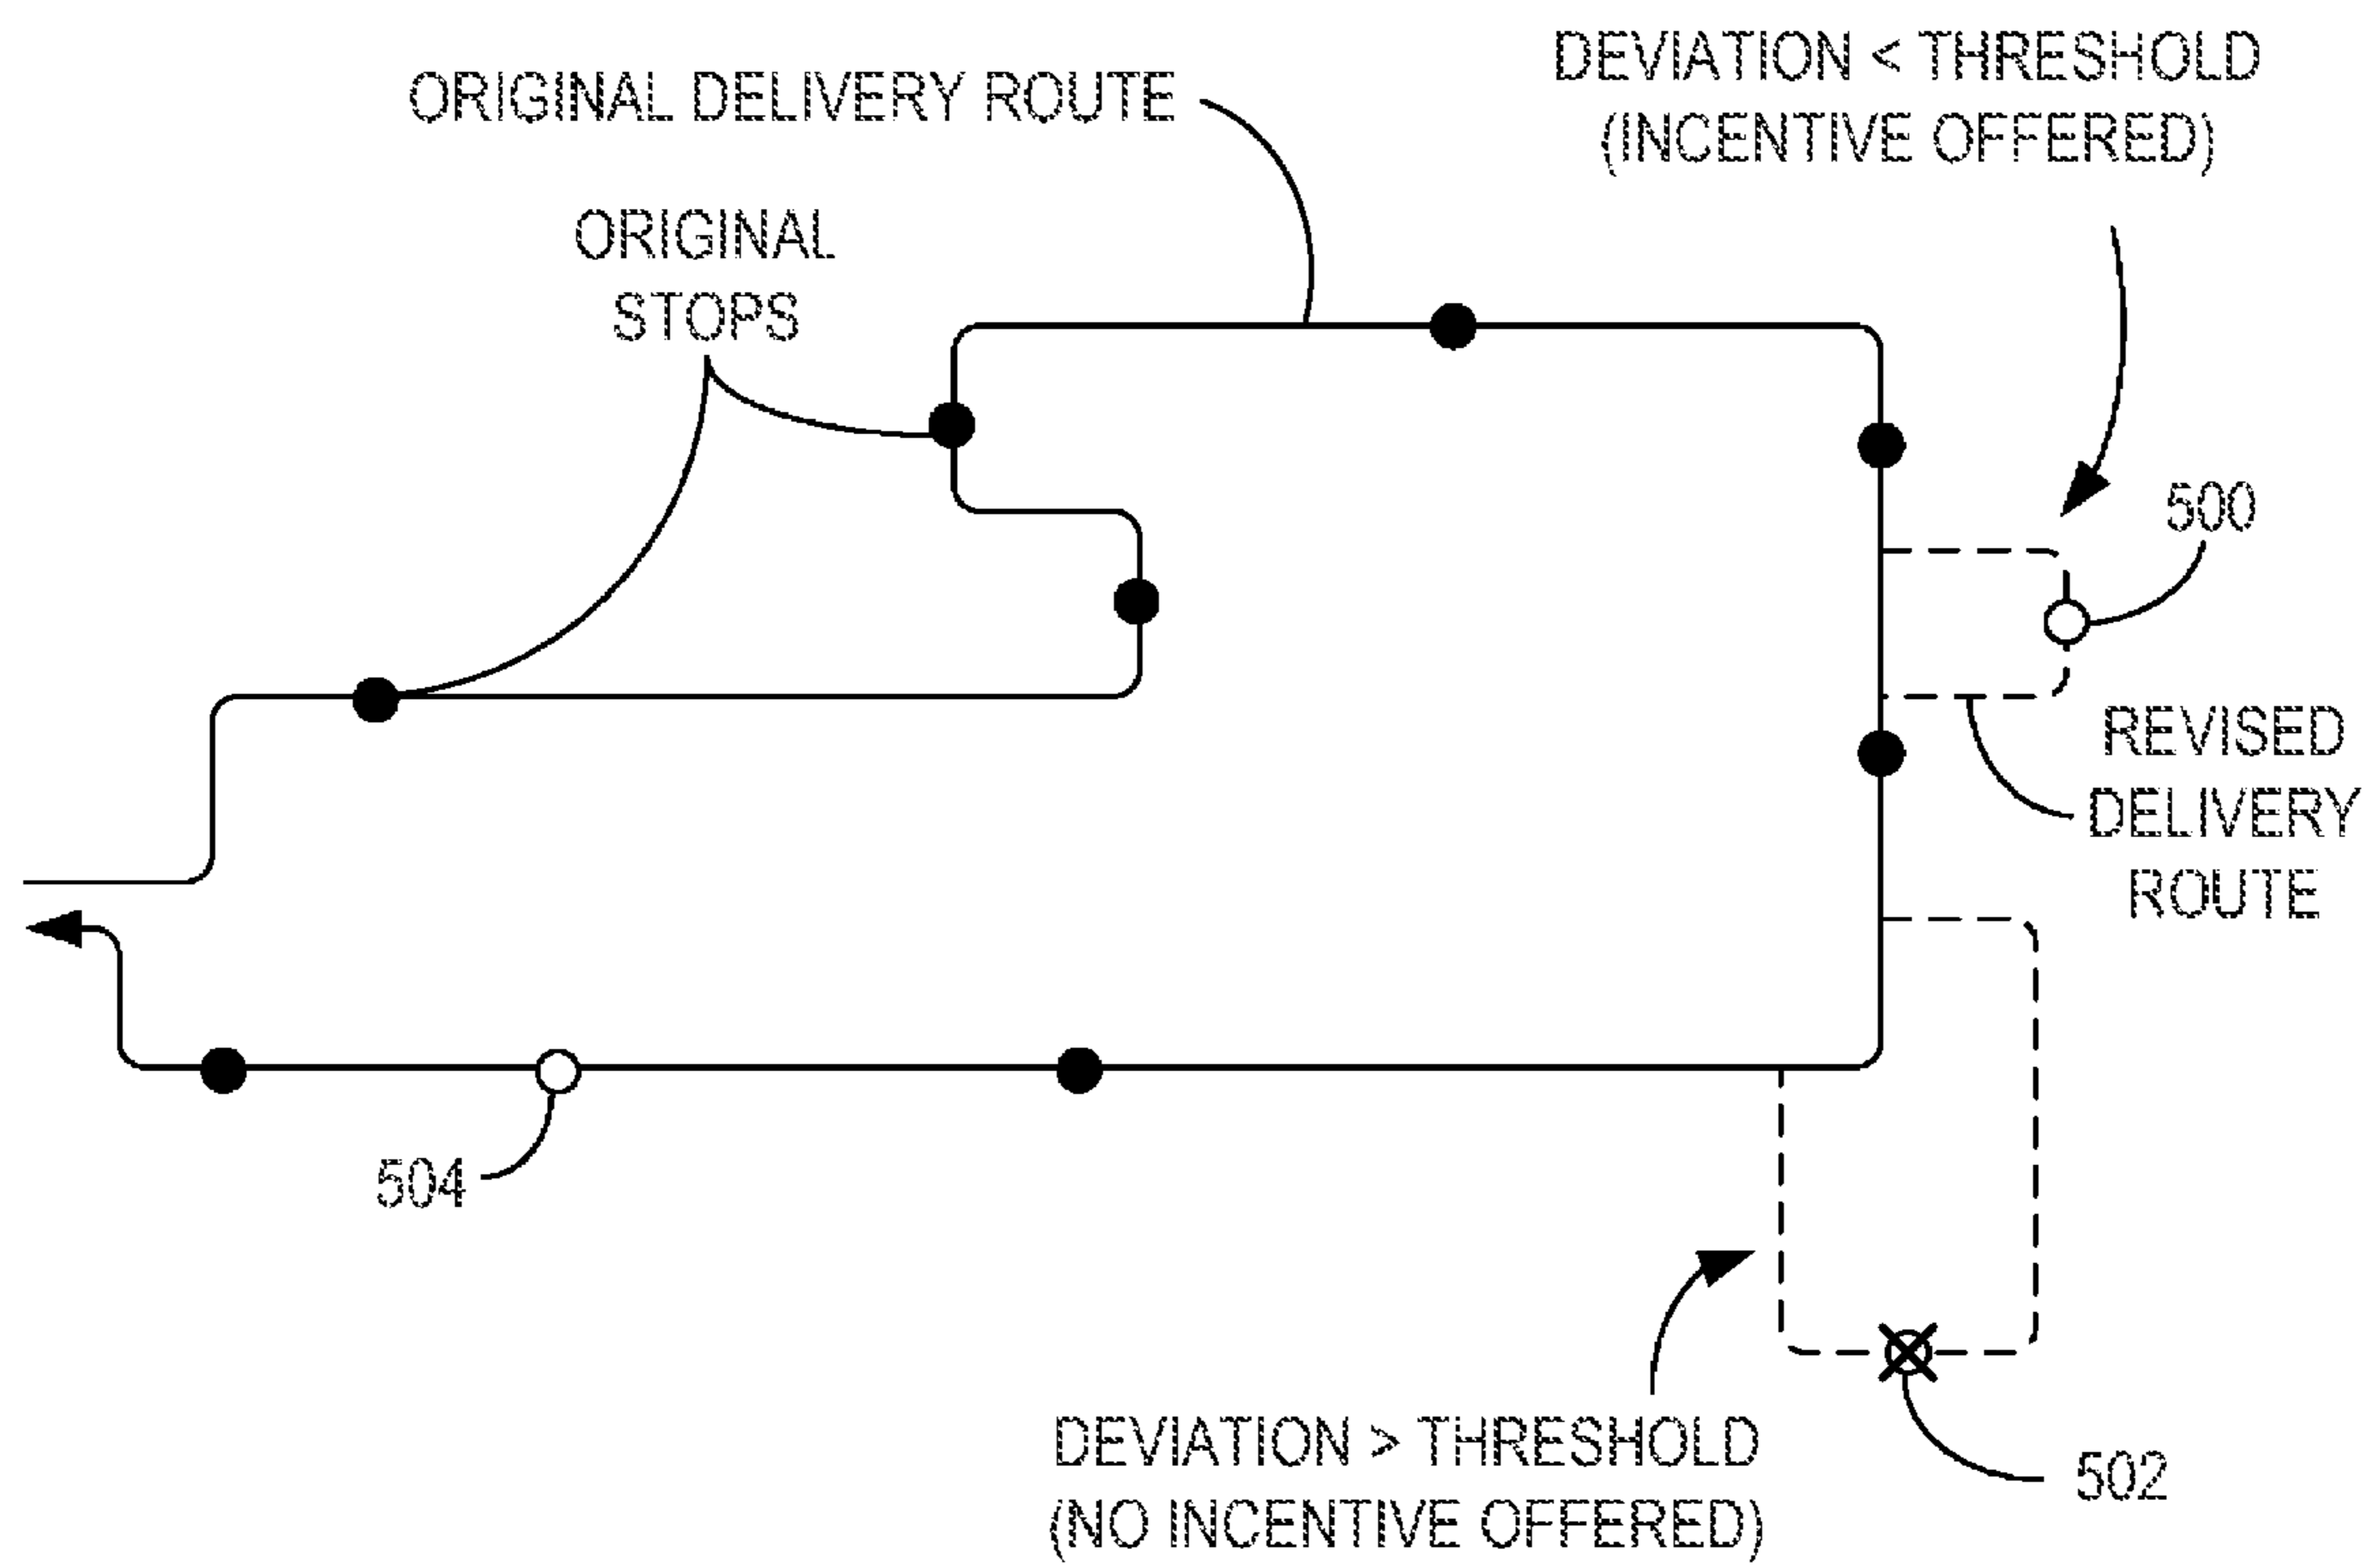 ORIGINAL DELIVERY ROUTE
DEVIATION < THRESHOLD
(INCENTIVE OFFERED)
ORIGINAL
STOPS
500
REVISED
DELIVERY
ROUTE
504
DEVIATION > THRESHOLD
(NO INCENTIVE OFFERED)
502